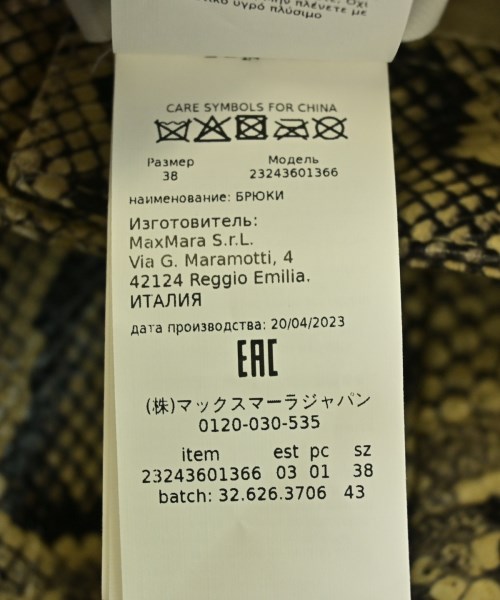 υγρό πλύσιμο
CARE SYMBOLS FOR CHINA
Размер Модель
38 23243601366
наименование: БРЮКИ
Изготовитель:
MaxMara S.r.L.
Via G. Maramotti, 4
42124 Reggio Emilia.
ИТАЛИЯ
дата производства: 20/04/2023
EAC
(株)マックスマーラジャパン
0120-030-535
item est pc sz
23243601366 03 01 38
batch: 32.626.3706 43